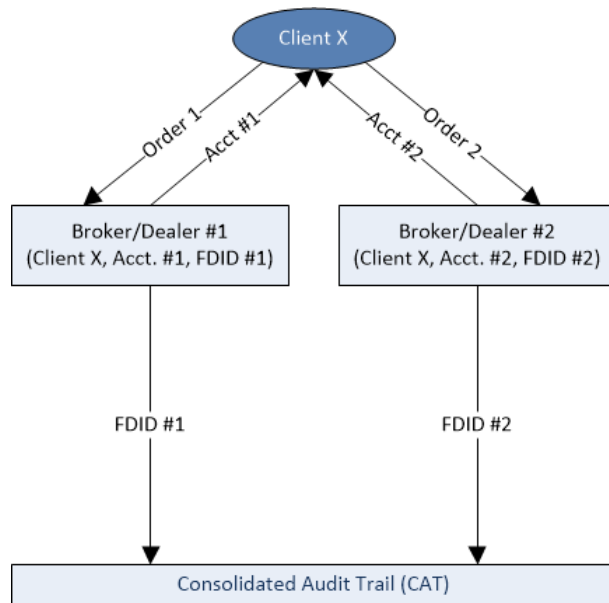 Client X
Order 1
Acct #1
Acct #2
Order 2
Broker/Dealer #1
(Client X, Acct. #1, FDID #1)
Broker/Dealer #2
(Client X, Acct. #2, FDID #2)
FDID #1
FDID #2
Consolidated Audit Trail (CAT)